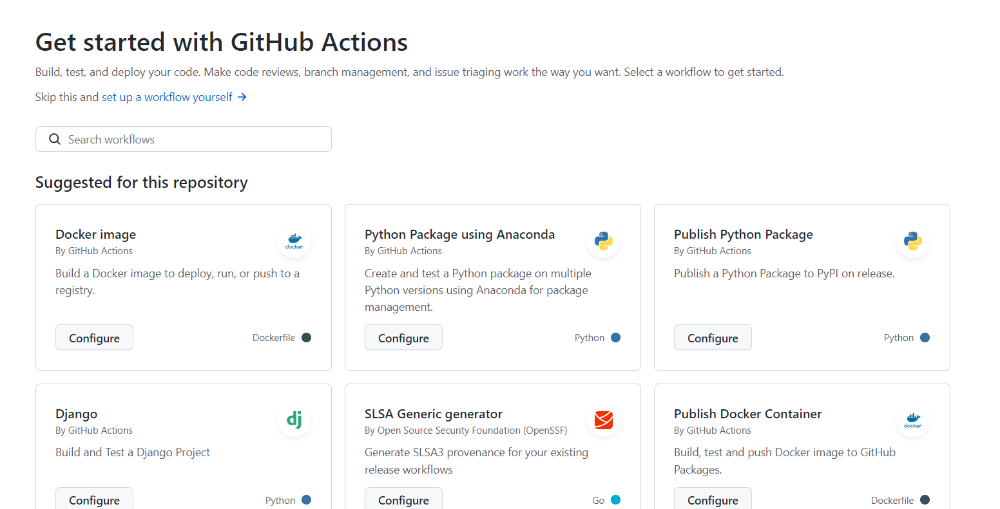 Get started with GitHub Actions
Build, test, and deploy your code. Make code reviews, branch management, and issue triaging work the way you want. Select a workflow to get started.
Skip this and set up a workflow yourself →
Search workflows
Suggested for this repository
Docker image
By GitHub Actions
docker
Build a Docker image to deploy, run, or push to a
registry.
Configure
Dockerfile
Python Package using Anaconda
By GitHub Actions
Create and test a Python package on multiple
Python versions using Anaconda for package
management.
Configure
Python
Publish Python Package
By GitHub Actions
Publish a Python Package to PyPI on release.
Configure
Python
Django
By GitHub Actions
dj
Build and Test a Django Project
Configure
Python
SLSA Generic generator
By Open Source Security Foundation (OpenSSF)
Generate SLSA3 provenance for your existing
release workflows
Configure
Go
Publish Docker Container
By GitHub Actions
docker
Build, test and push Docker image to GitHub
Packages.
Configure
Dockerfile